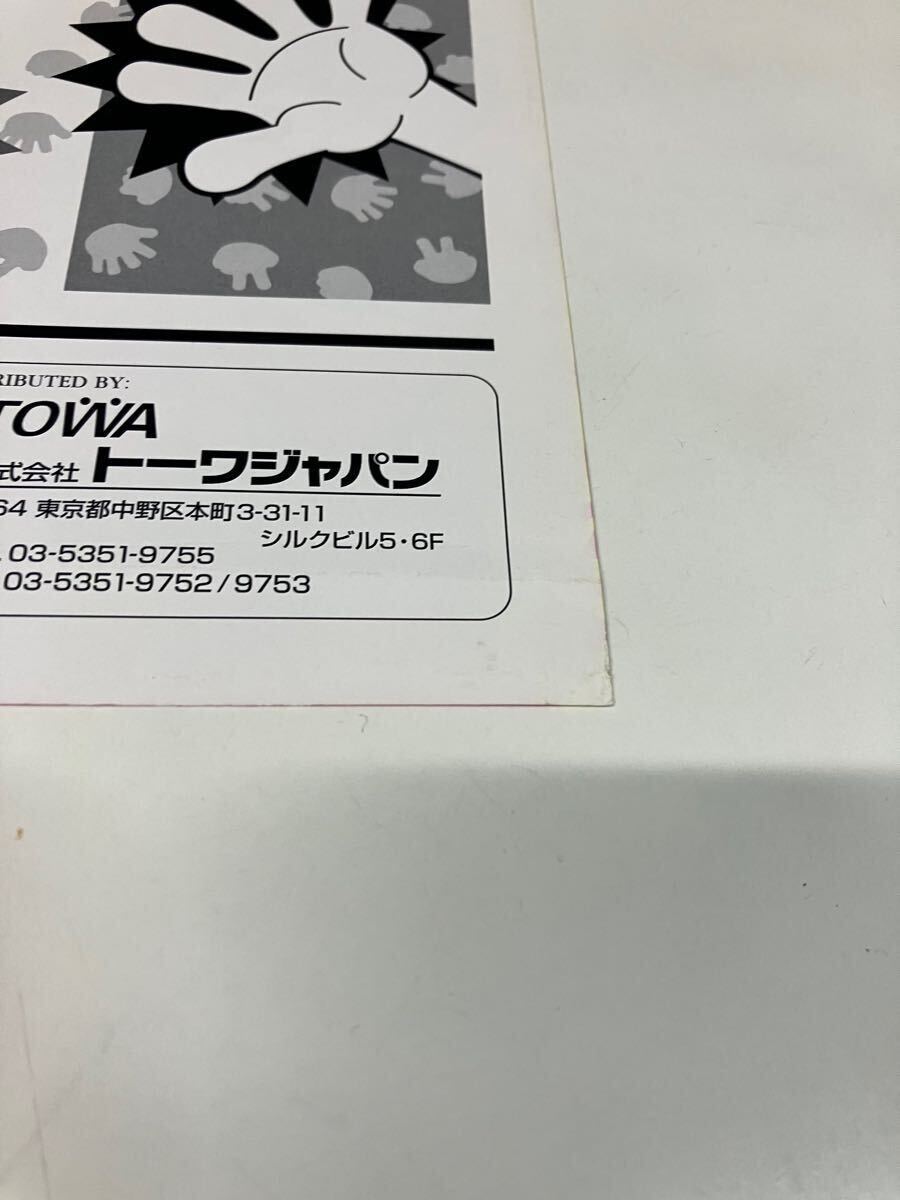 RIBUTED BY:
TOWA
式会社 トーワジャパン
64 東京都中野区本町3-31-11
シルクビル5・6F
. 03-5351-9755
03-5351-9752/9753